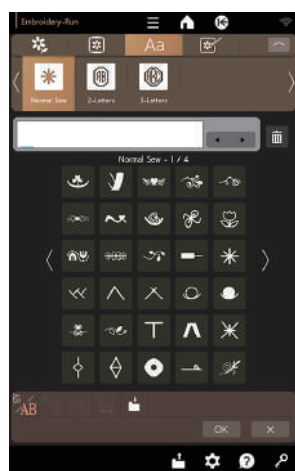 Embroidery-Run
Aa
Normal Sew 2-Letters 3-Letters
Normal Sew - 1 / 4
AB
OK